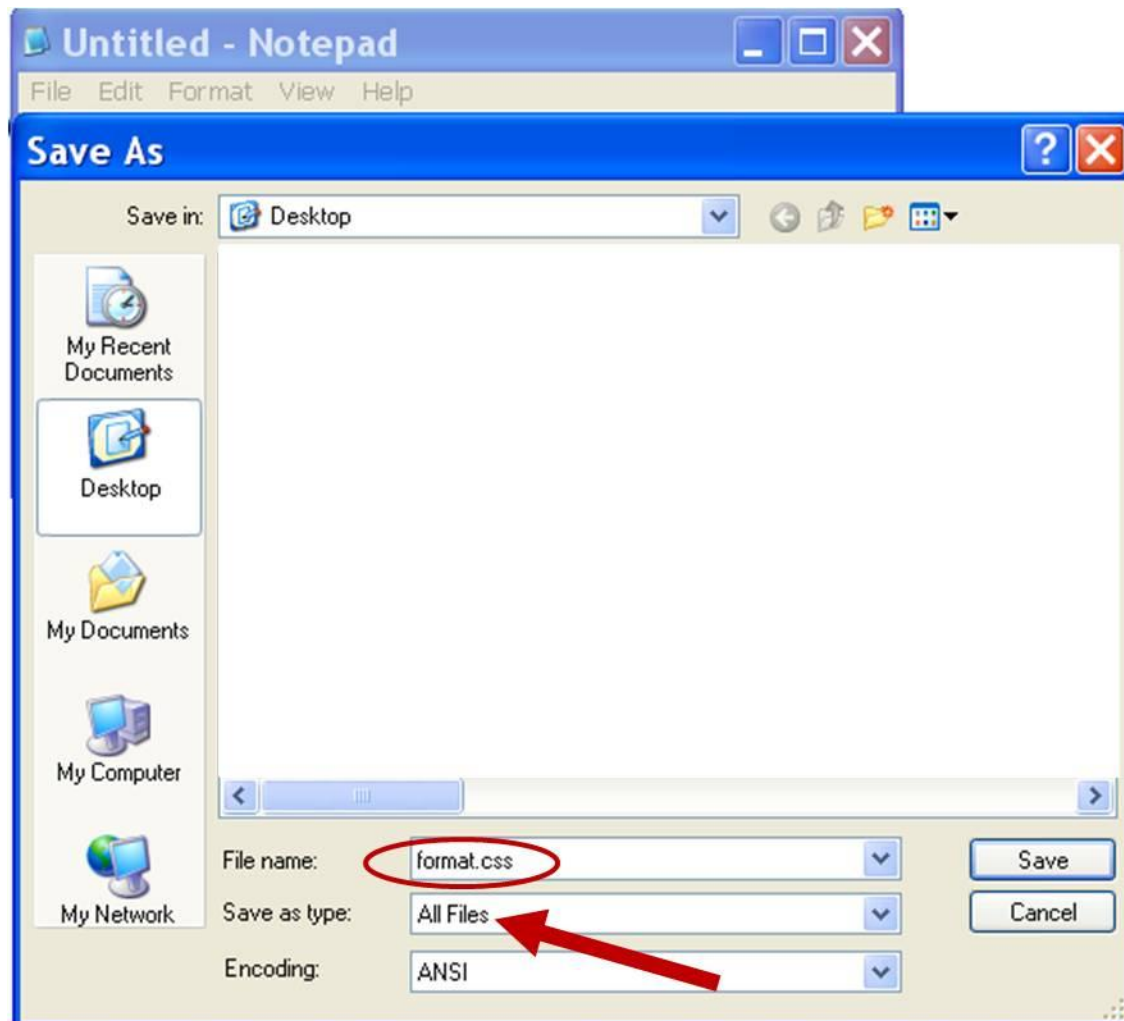 Untitled - Notepad
File Edit Format View Help
Save As
Save in: Desktop
My Recent
Documents
Desktop
My Documents
My Computer
My Network
File name: format.css Save
Save as type: All Files Cancel
Encoding: ANSI